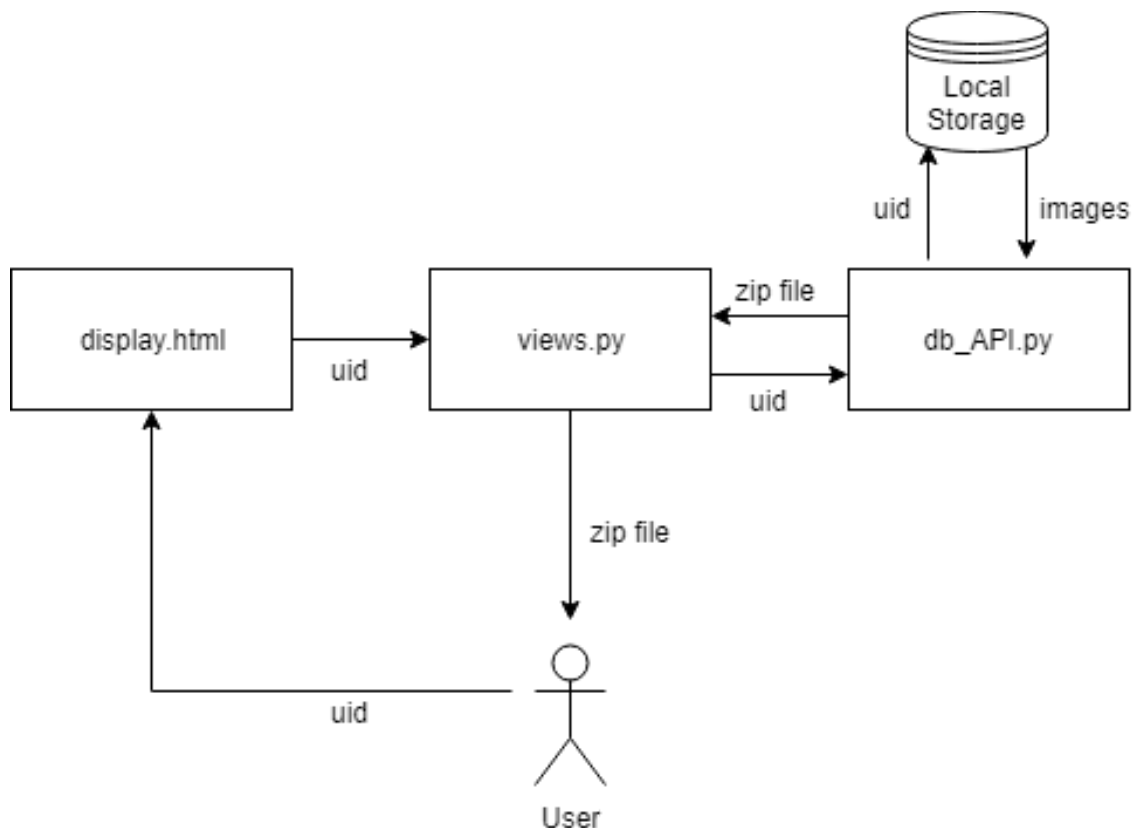 Local
Storage
uid
images
display.html
uid
views.py
zip file
uid
db_API.py
zip file
uid
User